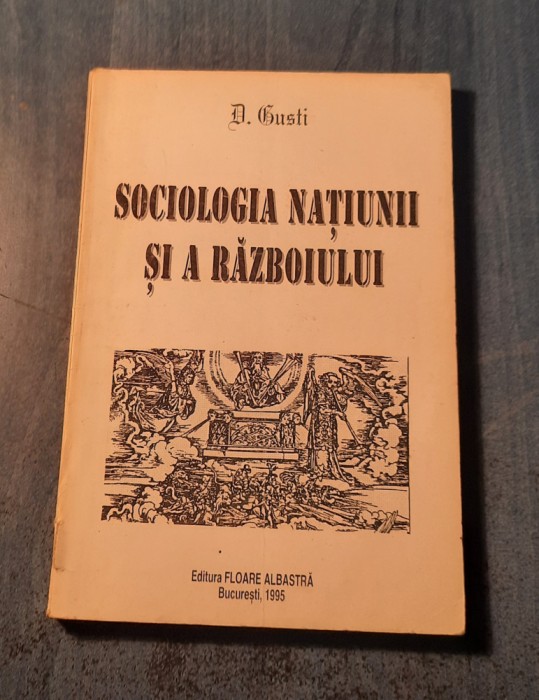 D. Gusti
SOCIOLOGIA NAȚIUNII
ȘI A RĂZBOIULUI
Editura FLOARE ALBASTRĂ
București, 1995